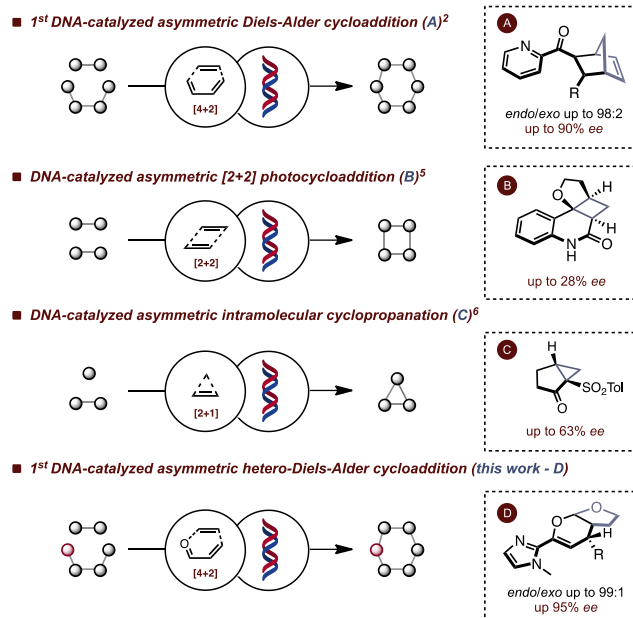 1st DNA-catalyzed asymmetric Diels-Alder cycloaddition (A)2
[4+2]
A
N
O
R
endo/exo up to 98:2
up to 90% ee
DNA-catalyzed asymmetric [2+2] photocycloaddition (B)5
[2+2]
B
O
H
H
N
H
O
up to 28% ee
DNA-catalyzed asymmetric intramolecular cyclopropanation (C)6
[2+1]
C
H
SO2Tol
O
up to 63% ee
1st DNA-catalyzed asymmetric hetero-Diels-Alder cycloaddition (this work - D)
O
[4+2]
D
O
O
H
N
N
R
endo/exo up to 99:1
up 95% ee